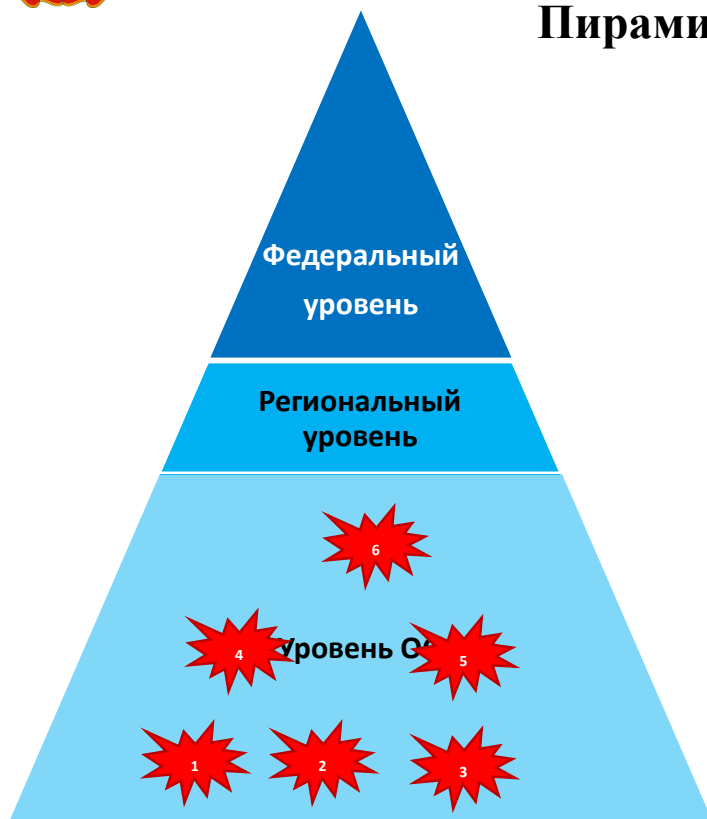 Пирами
Федеральный
уровень
Региональный
уровень
6
4
Уровень О
5
1
2
3